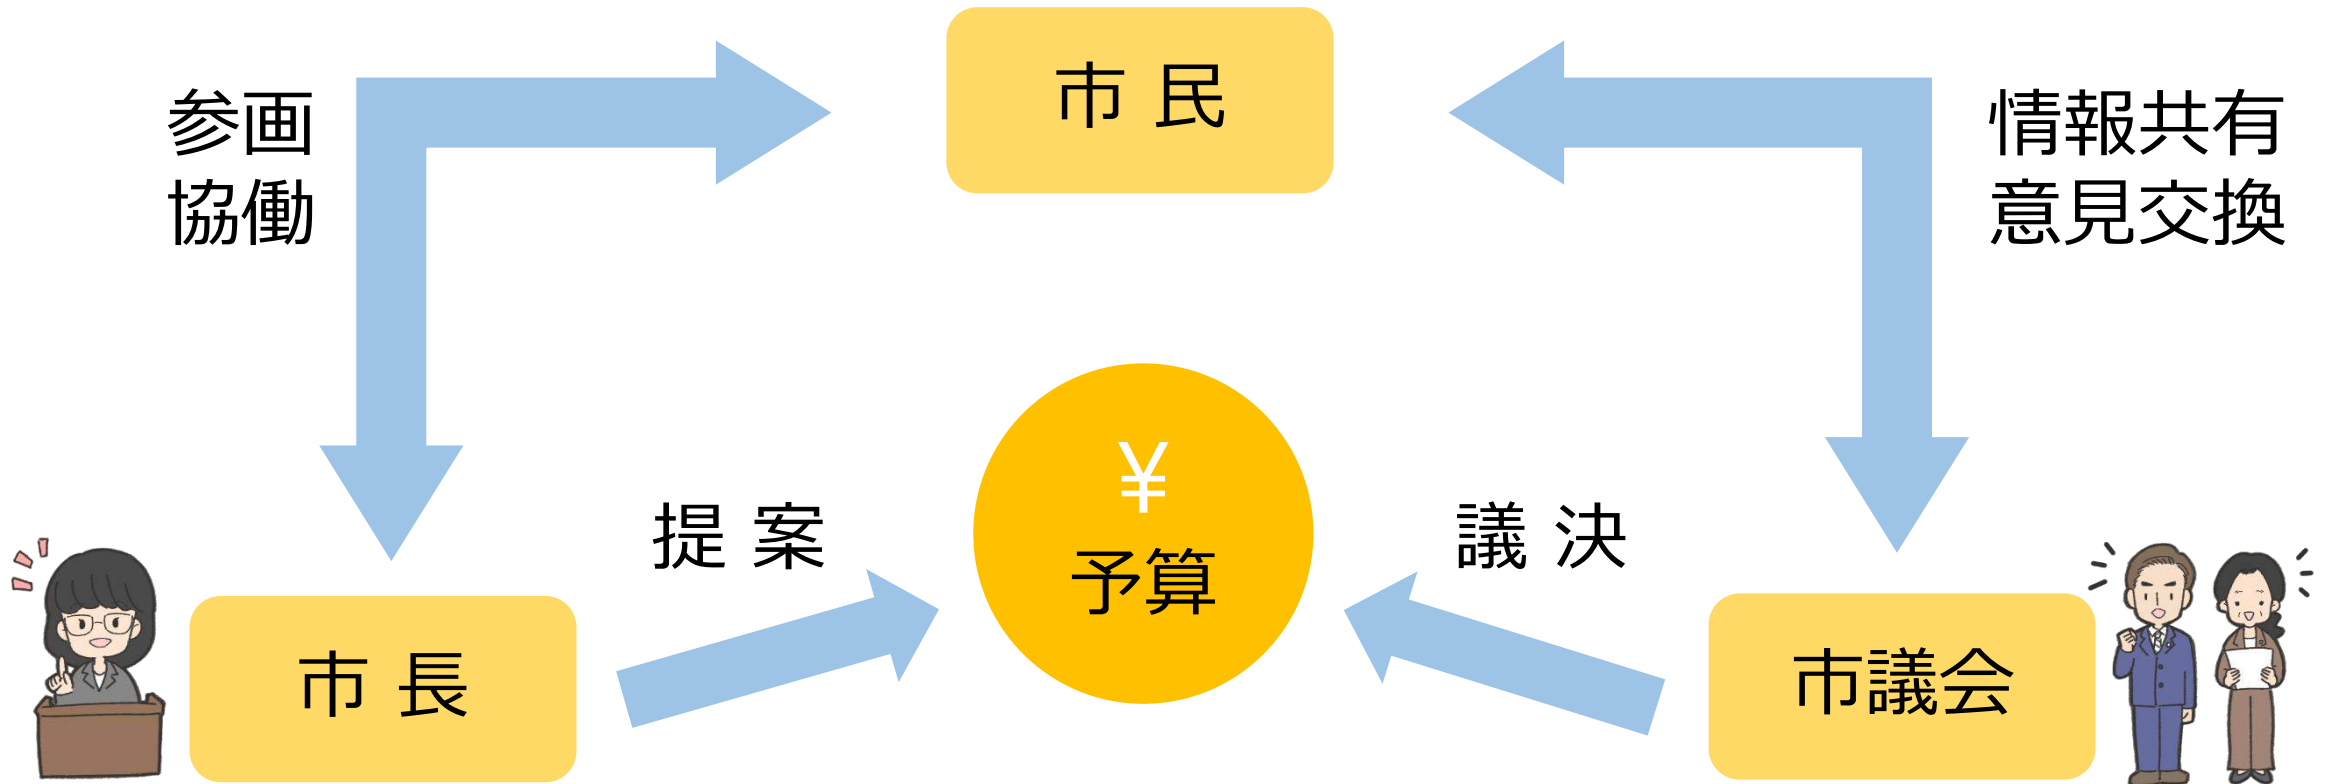 市 民
参画
協働
情報共有
意見交換
¥
予算
提 案
議 決
市 長
市議会